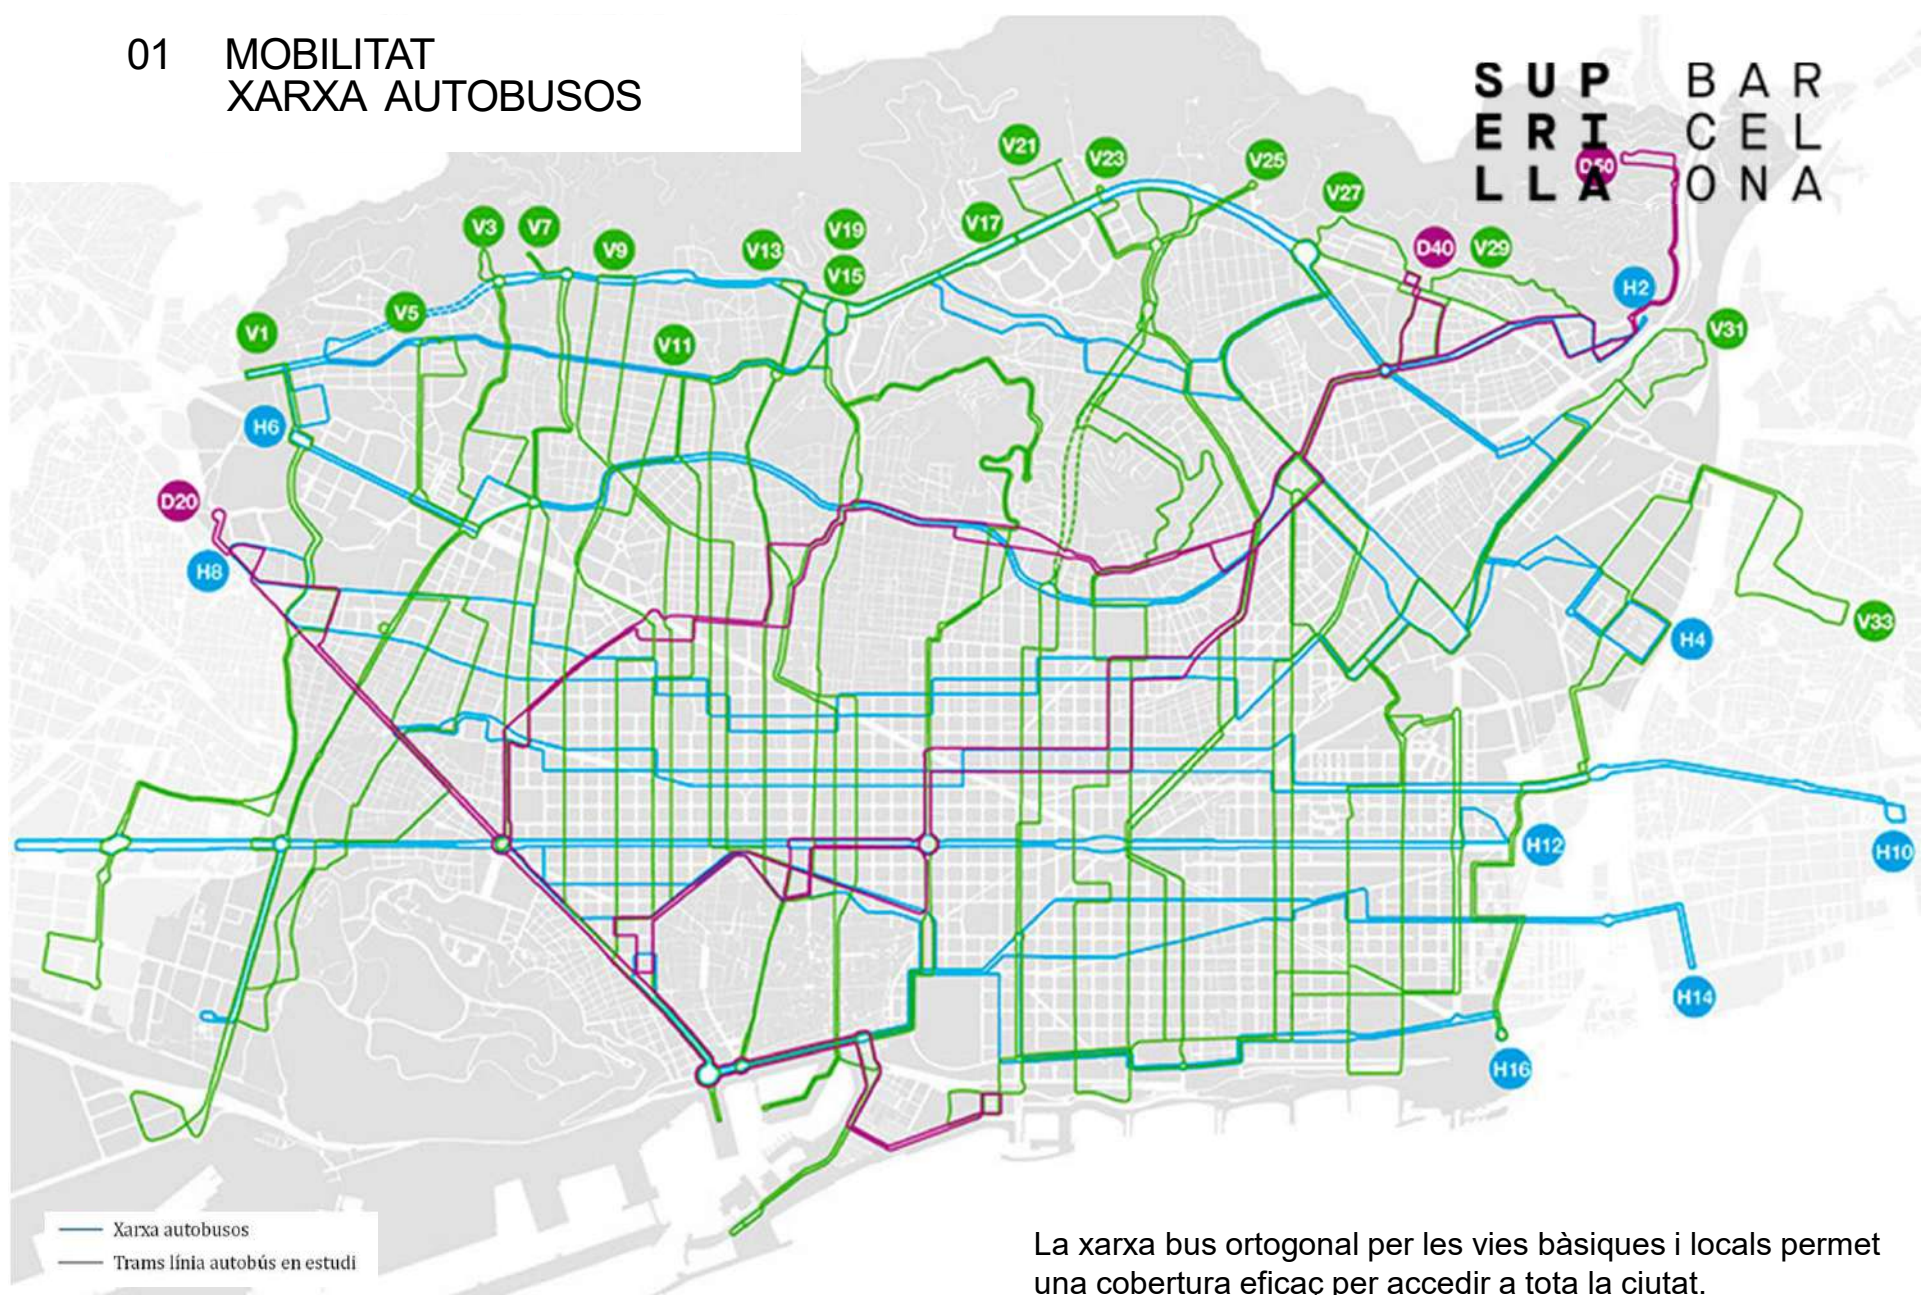 01 MOBILITAT
XARXA AUTOBUSOS
SUP BAR
ERI CEL
LLA ONA
D50
V21
V23
V25
V27
V3
V7
V9
V13
V19
V17
D40
V29
V15
H2
V5
V1
V11
V31
H6
D20
H8
V33
H4
H12
H10
H14
H16
Xarxa autobusos
Trams línia autobús en estudi
La xarxa bus ortogonal per les vies bàsiques i locals permet
una cobertura eficaç per accedir a tota la ciutat.